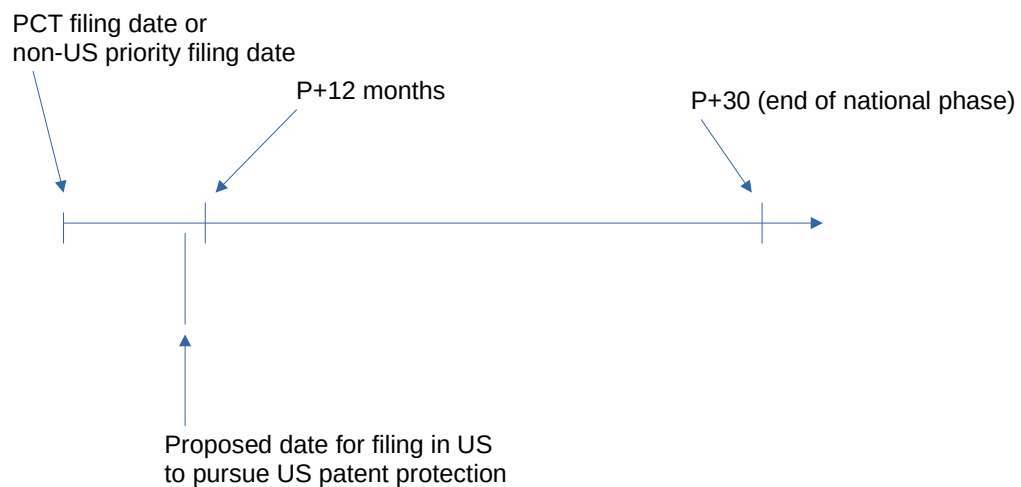 PCT filing date or
non-US priority filing date
P+12 months
P+30 (end of national phase)
Proposed date for filing in US
to pursue US patent protection